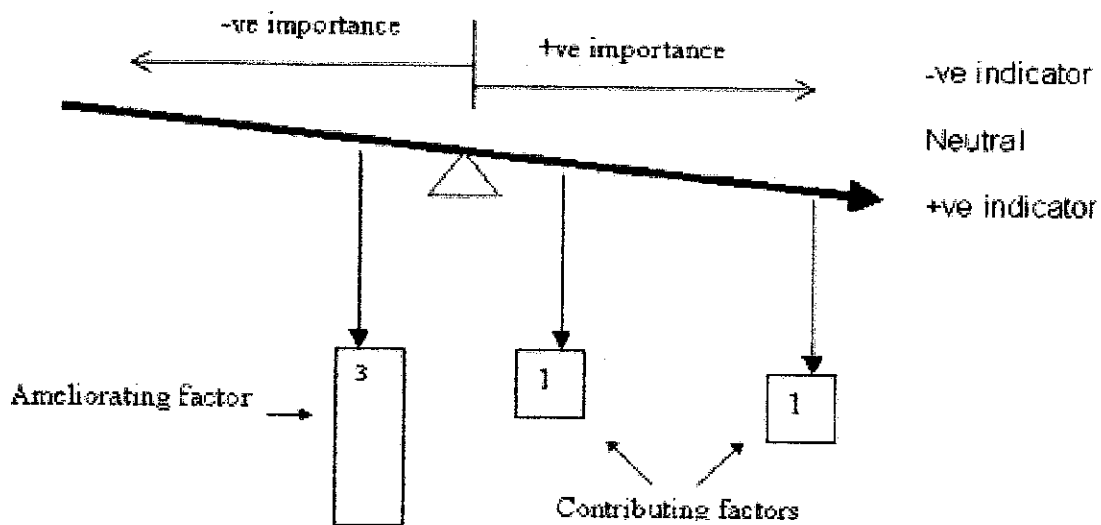 -ve importance
+ve importance
-ve indicator
Neutral
+ve indicator
3
1
1
Ameliorating factor
Contributing factors